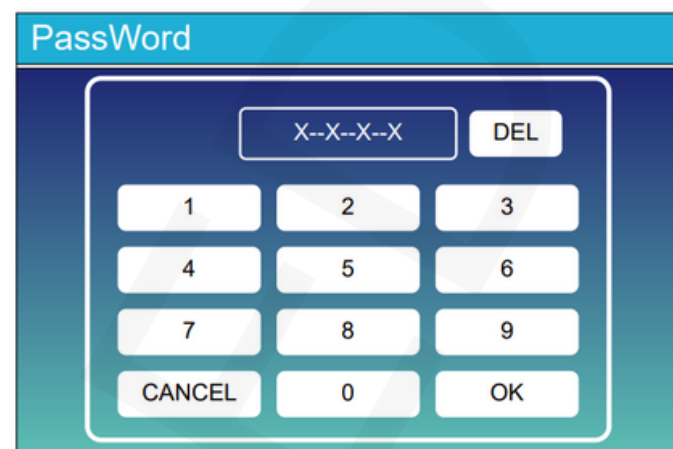 PassWord
X--X--X--X DEL
1 2 3
4 5 6
7 8 9
CANCEL 0 OK